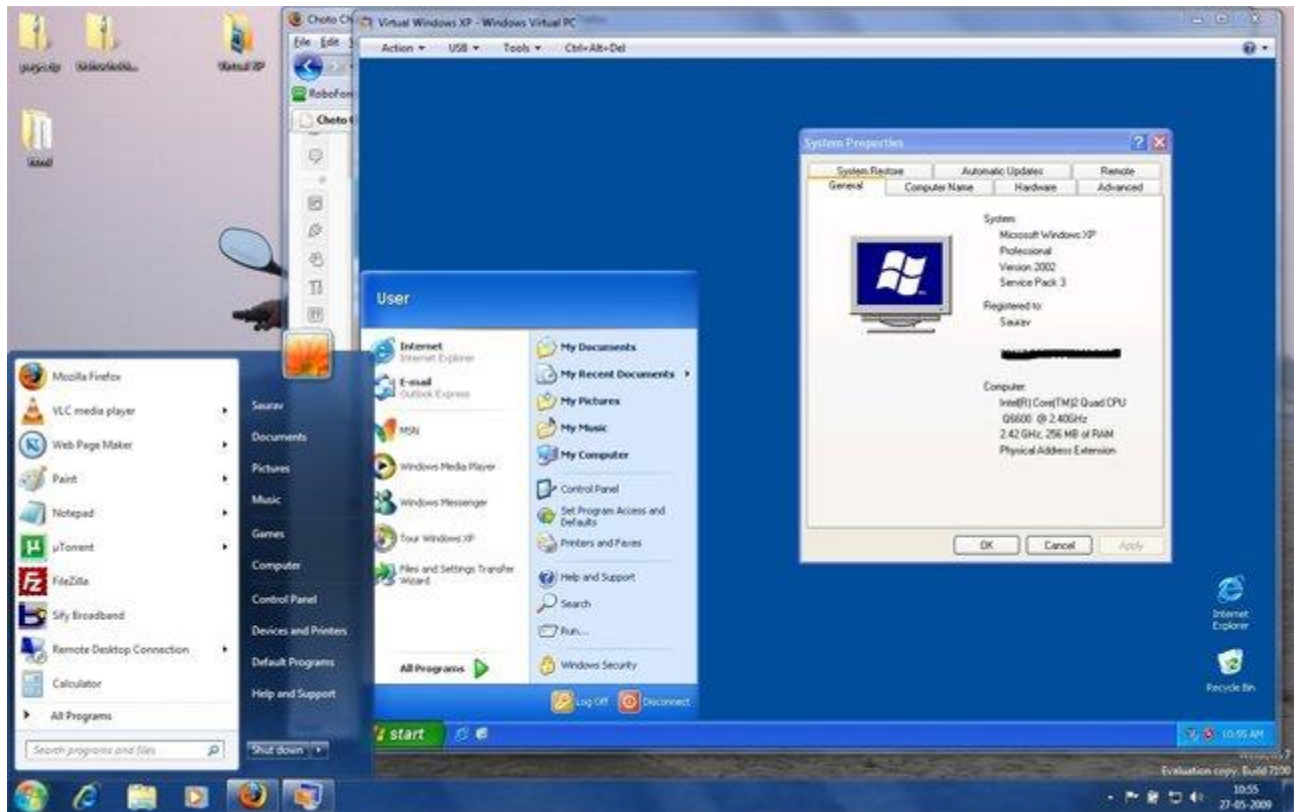 Choto Ch
File Edit
RoboForm
Choto
Virtual Windows XP - Windows Virtual PC
Action USB Tools Ctrl+Alt+Del
Virtual XP
System Properties
System Restore Automatic Updates Remote
General Computer Name Hardware Advanced
System:
Microsoft Windows XP
Professional
Version 2002
Service Pack 3
Registered to:
Saurav
Computer:
Intel(R) Core(TM)2 Quad CPU
Q6600 @ 2.40GHz
2.42 GHz, 256 MB of RAM
Physical Address Extension
OK Cancel Apply
User
Internet
Internet Explorer
E-mail
Outlook Express
MSN
Windows Media Player
Windows Messenger
Tour Windows XP
Files and Settings Transfer
Wizard
All Programs
My Documents
My Recent Documents
My Pictures
My Music
My Computer
Control Panel
Set Program Access and
Defaults
Printers and Faxes
Help and Support
Search
Run...
Windows Security
Log Off Disconnect
start
10:55 AM
Internet
Explorer
Recycle Bin
Mozilla Firefox
VLC media player
Web Page Maker
Paint
Notepad
µTorrent
FileZilla
Sify Broadband
Remote Desktop Connection
Calculator
All Programs
Search programs and files
Saurav
Documents
Pictures
Music
Games
Computer
Control Panel
Devices and Printers
Default Programs
Help and Support
Shut down
Windows 7
Evaluation copy. Build 7100
10:55
27-05-2009